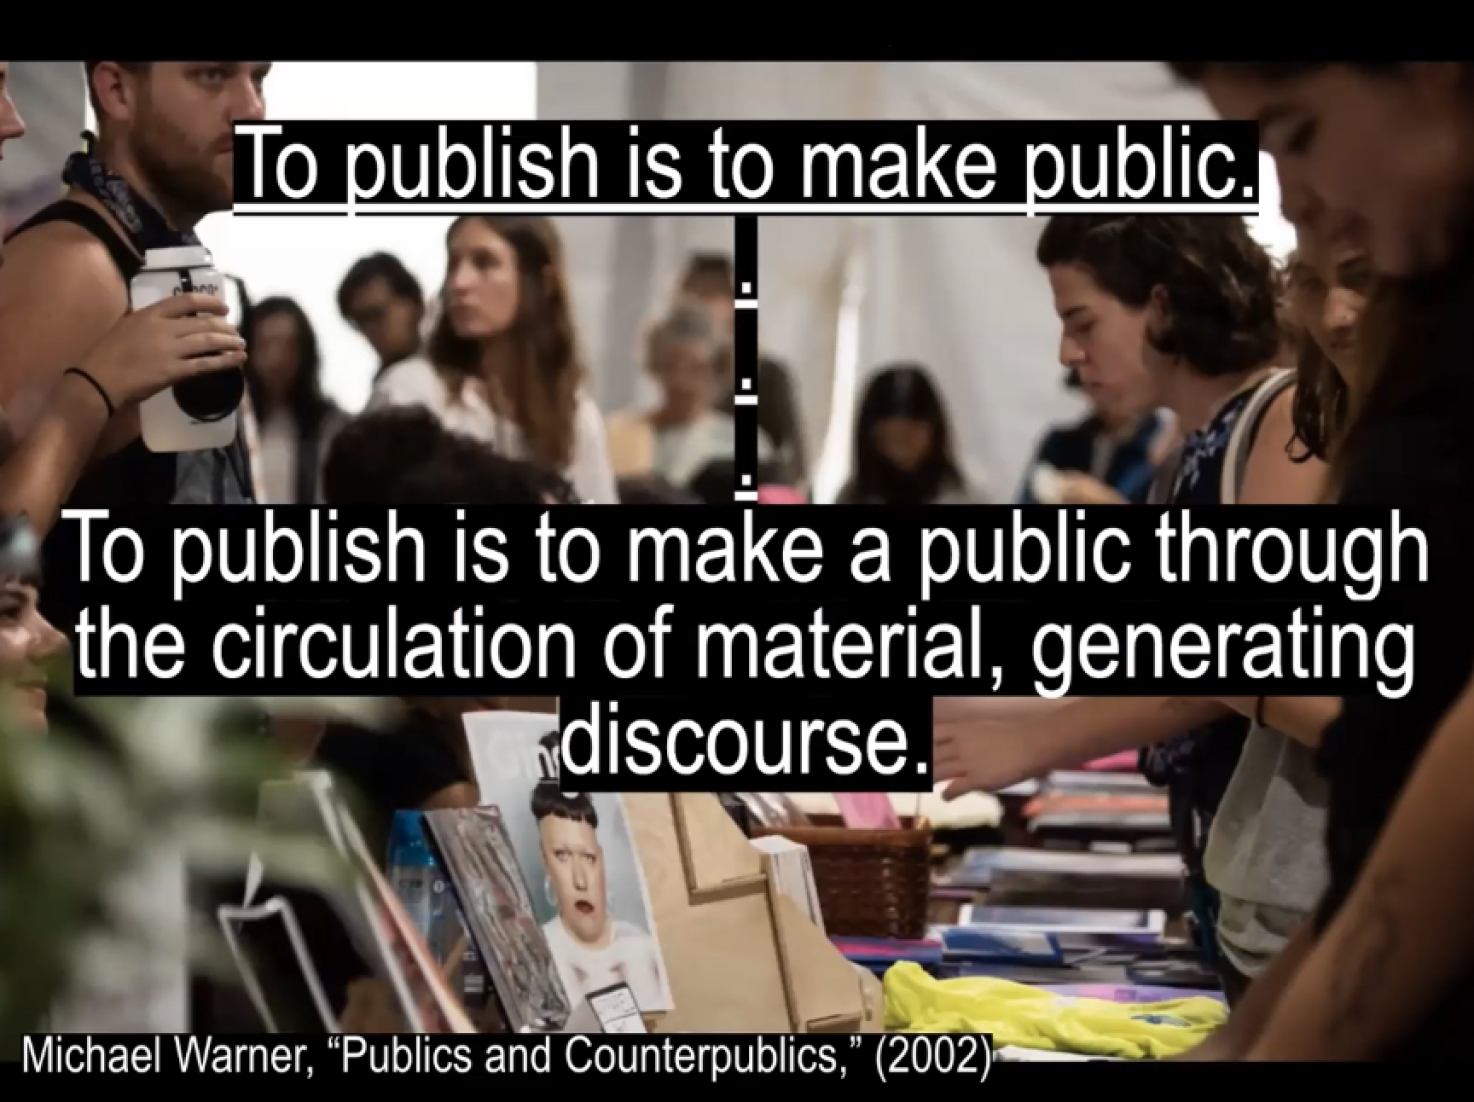 To publish is to make public.
.
.
.
To publish is to make a public through
the circulation of material, generating
discourse.
Michael Warner, “Publics and Counterpublics,” (2002)